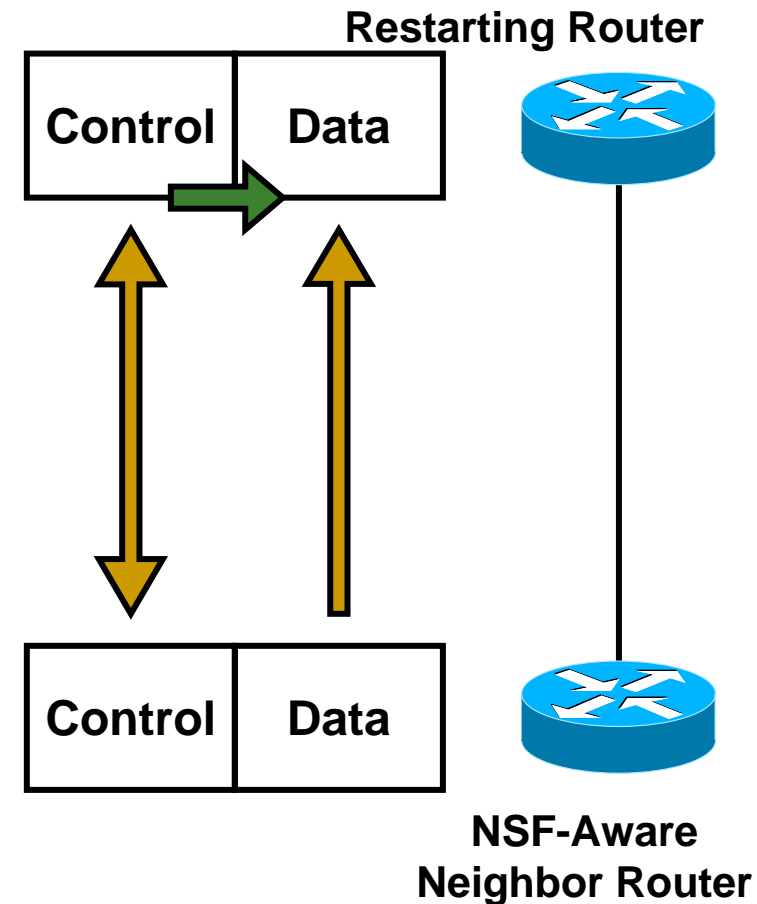 Restarting Router
Control Data
Control Data
NSF-Aware
Neighbor Router